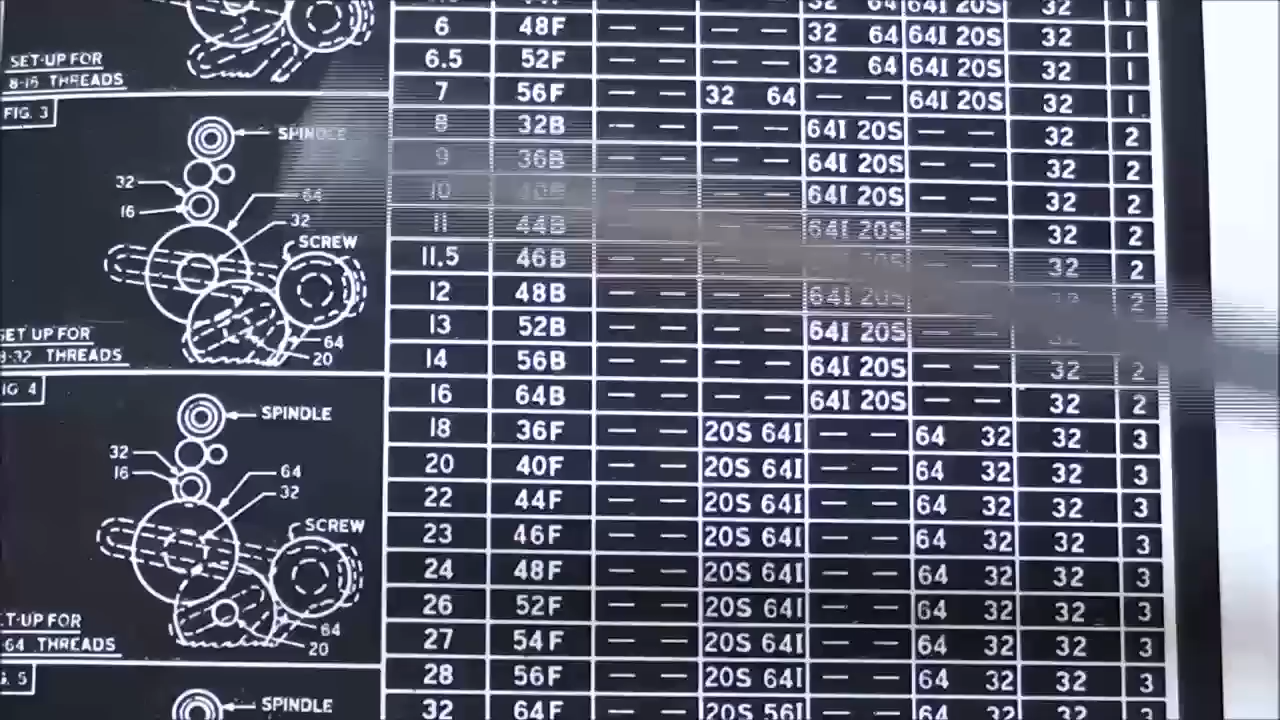 SET-UP FOR
8-16 THREADS
FIG. 3
SPINDLE
32
16
64
32
SCREW
64
20
SET UP FOR
THREADS
FIG 4
SPINDLE
32
16
64
32
SCREW
64
20
UP FOR
64 THREADS
5
SPINDLE
32 64 64I 20S 32 1
6 48F — — — — 32 64 64I 20S 32 1
6.5 52F — — — — 32 64 64I 20S 32 1
7 56F — — 32 64 — — 64I 20S 32 1
8 32B — — — — 64I 20S — — 32 2
9 36B — — — — 64I 20S — — 32 2
10 40B — — — — 64I 20S — — 32 2
11 44B — — — — 64I 20S — — 32 2
11.5 46B — — — — 20S — — 32 2
12 48B — — — — 64I 20S — — 32 2
13 52B — — — — 64I 20S — — 32
14 56B — — — — 64I 20S — — 32 2
16 64B — — — — 64I 20S — — 32 2
18 36F — — 20S 64I — — 64 32 32 3
20 40F — — 20S 64I — — 64 32 32 3
22 44F — — 20S 64I — — 64 32 32 3
23 46F — — 20S 64I — — 64 32 32 3
24 48F — — 20S 64I — — 64 32 32 3
26 52F — — 20S 64I — — 64 32 32 3
27 54F — — 20S 64I — — 64 32 32 3
28 56F — — 20S 64I — — 64 32 32 3
32 64F — — 20S 56I — — 64 32 32 3